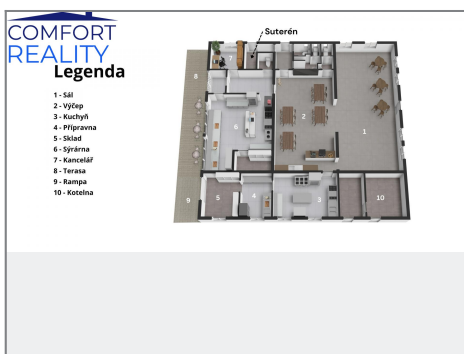 COMFORT
REALITY
Legenda
1 - Sál
2 - Výčep
3 - Kuchyň
4 - Přípravna
5 - Sklad
6 - Sýrárna
7 - Kancelář
8 - Terasa
9 - Rampa
10 - Kotelna
Suterén
7
8
2
1
6
5
4
3
10
9